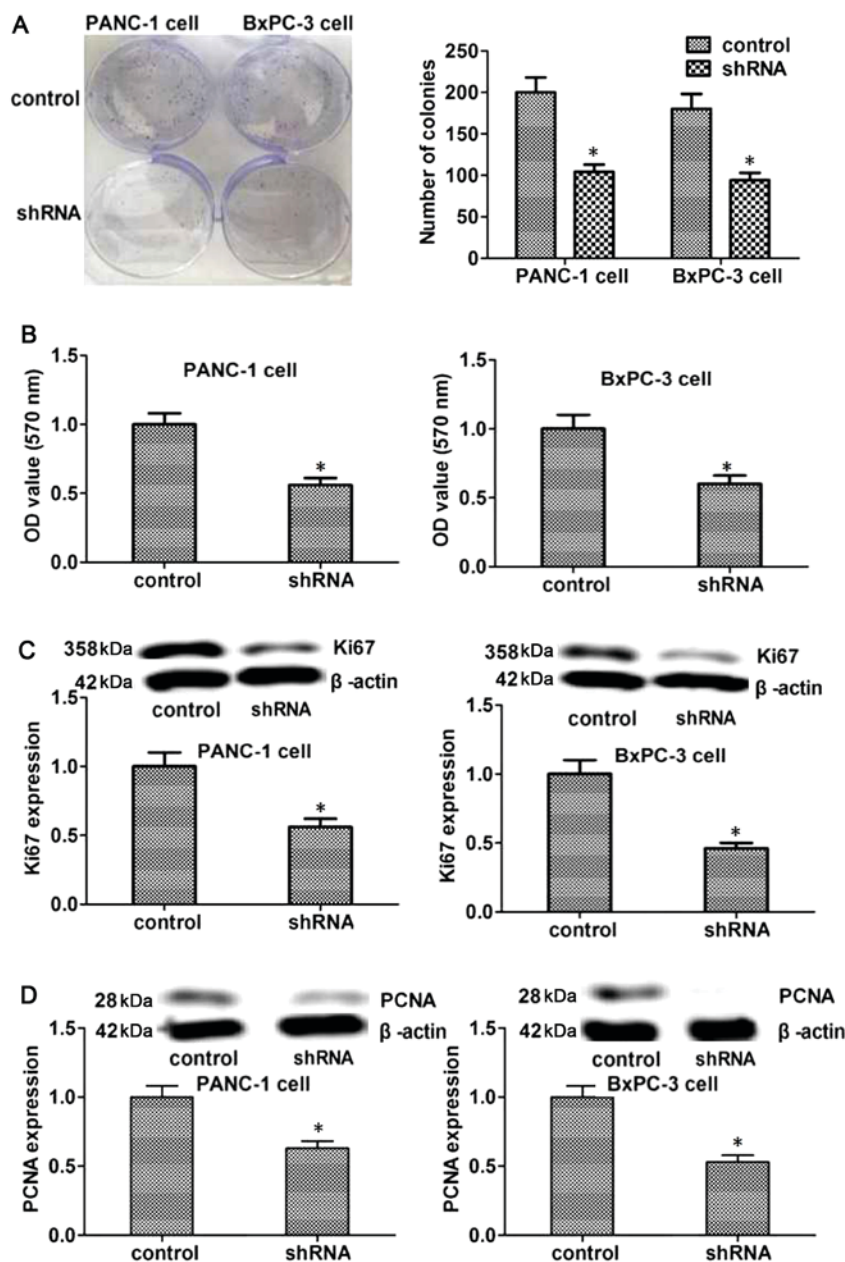 A
PANC-1 cell BxPC-3 cell
control
shRNA
Number of colonies
250
200
150
100
50
0
control
shRNA
*
*
PANC-1 cell BxPC-3 cell
B
OD value (570 nm)
1.5
1.0
0.5
0.0
PANC-1 cell
*
control shRNA
OD value (570 nm)
1.5
1.0
0.5
0.0
BxPC-3 cell
*
control shRNA
C
358 kDa Ki67
42 kDa β -actin
control shRNA
Ki67 expression
1.5
1.0
0.5
0.0
PANC-1 cell
*
control shRNA
358 kDa Ki67
42 kDa β -actin
control shRNA
Ki67 expression
1.5
1.0
0.5
0.0
BxPC-3 cell
*
control shRNA
D
28 kDa PCNA
42 kDa β -actin
control shRNA
PCNA expression
1.5
1.0
0.5
0.0
PANC-1 cell
*
control shRNA
28 kDa PCNA
42 kDa β -actin
control shRNA
PCNA expression
1.5
1.0
0.5
0.0
BxPC-3 cell
*
control shRNA